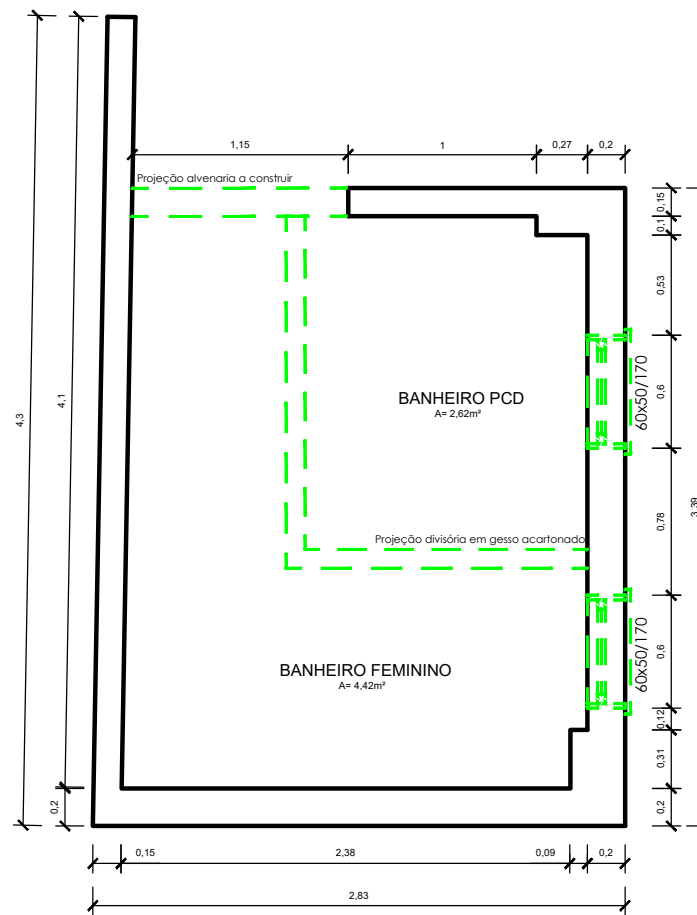 1,15
1
0,27
0,2
Projeção alvenaria a construir
0,15
0,1
0,53
BANHEIRO PCD
A= 2,62m²
60x50/170
0,6
4,3
4,1
0,78
3,39
Projeção divisória em gesso acartonado
BANHEIRO FEMININO
A= 4,42m²
60x50/170
0,6
0,12
0,31
0,2
0,2
0,15
2,38
0,09
0,2
2,83